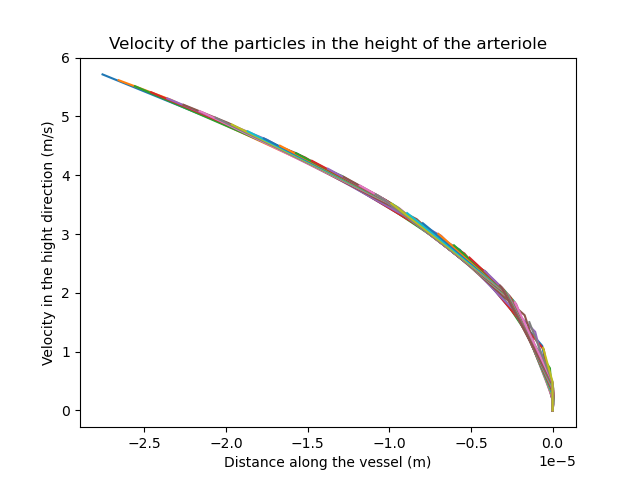 Velocity of the particles in the height of the arteriole
Velocity in the hight direction (m/s)
6
5
4
3
2
1
0
−2.5 −2.0 −1.5 −1.0 −0.5 0.0
1e−5
Distance along the vessel (m)